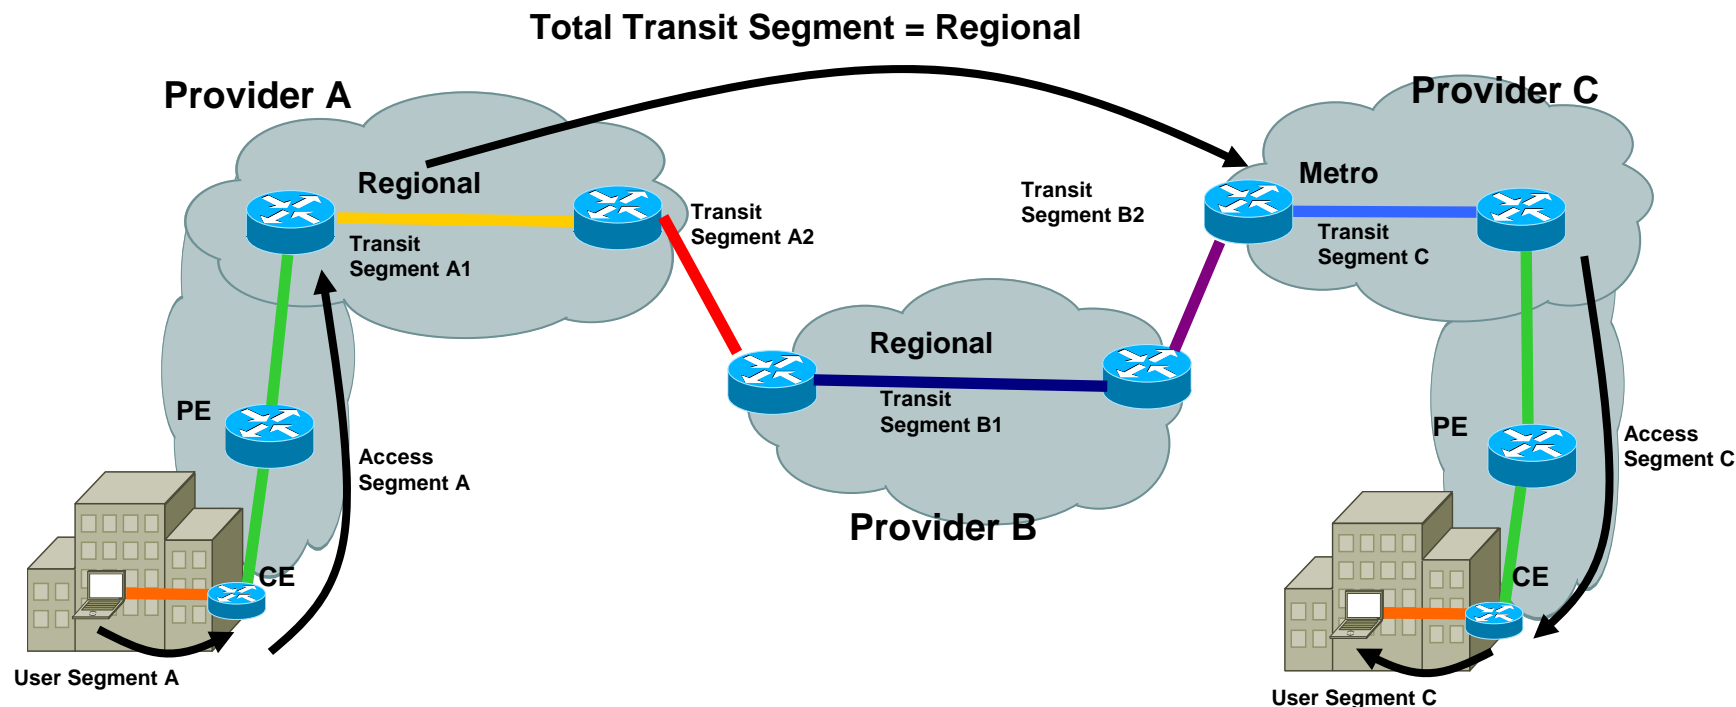 Total Transit Segment = Regional
Provider A
Provider C
Regional
Metro
Transit
Segment A1
Transit
Segment A2
Transit
Segment B2
Transit
Segment C
Regional
Transit
Segment B1
PE
Access
Segment A
PE
Access
Segment C
Provider B
CE
CE
User Segment A
User Segment C